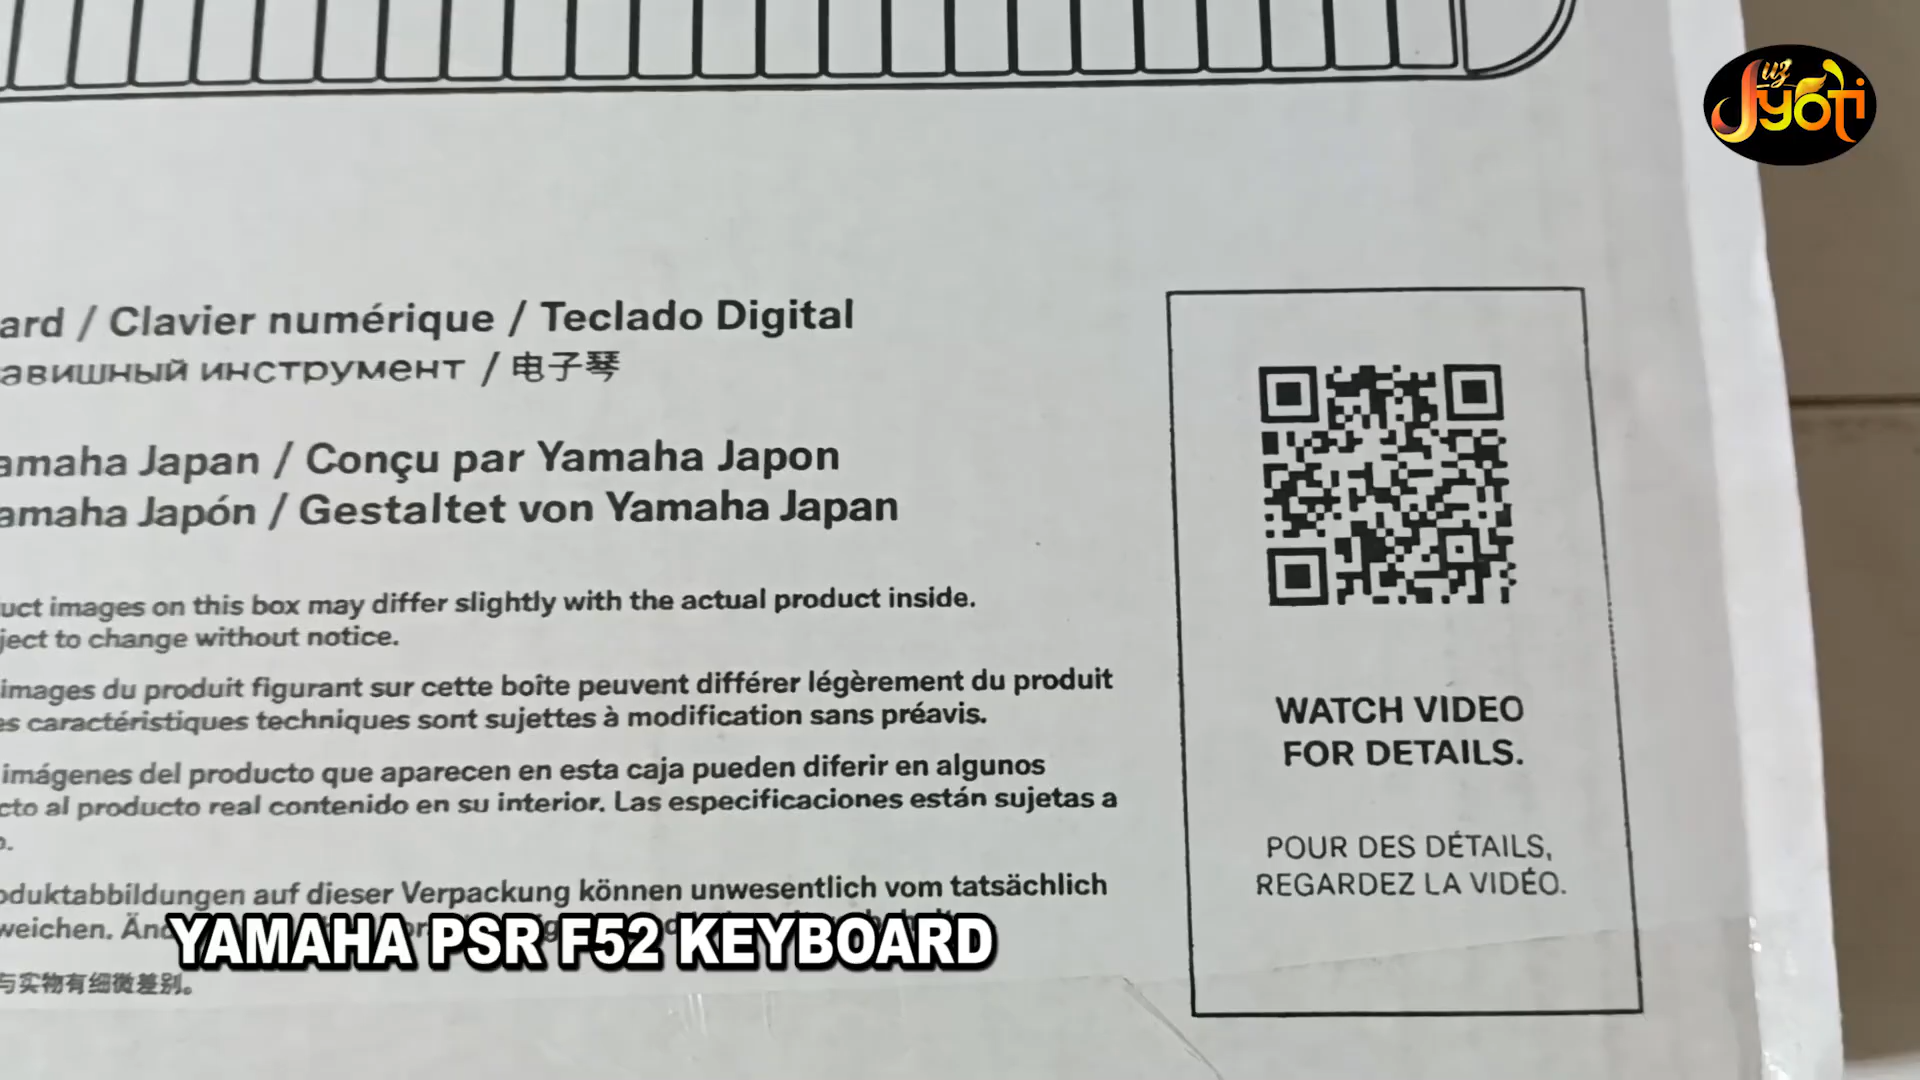 uz Jyoti
ard / Clavier numérique / Teclado Digital
авишный инструмент / 电子琴
amaha Japan / Conçu par Yamaha Japon
amaha Japón / Gestaltet von Yamaha Japan
uct images on this box may differ slightly with the actual product inside.
ject to change without notice.
images du produit figurant sur cette boîte peuvent différer légèrement du produit
es caractéristiques techniques sont sujettes à modification sans préavis.
imágenes del producto que aparecen en esta caja pueden diferir en algunos
cto al producto real contenido en su interior. Las especificaciones están sujetas a
o.
oduktabbildungen auf dieser Verpackung können unwesentlich vom tatsächlich
weichen.
YAMAHA PSR F52 KEYBOARD
与实物有细微差别。
WATCH VIDEO
FOR DETAILS.
POUR DES DÉTAILS,
REGARDEZ LA VIDÉO.